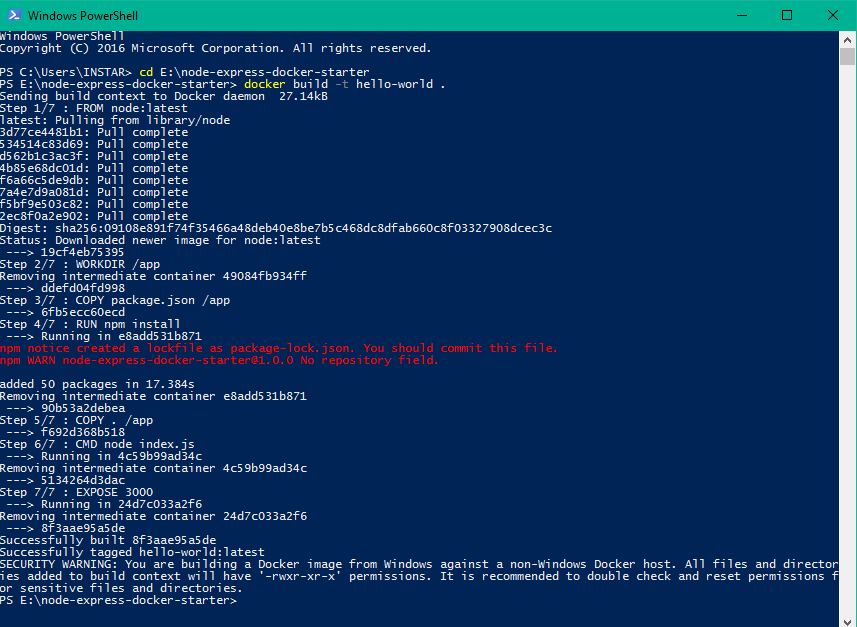 Windows PowerShell
Windows PowerShell
Copyright (C) 2016 Microsoft Corporation. All rights reserved.
PS C:\Users\INSTAR> cd E:\node-express-docker-starter
PS E:\node-express-docker-starter> docker build -t hello-world .
Sending build context to Docker daemon  27.14kB
Step 1/7 : FROM node:latest
latest: Pulling from library/node
3d77ce4481b1: Pull complete
534514c83d69: Pull complete
d562b1c3ac3f: Pull complete
4b85e68dc01d: Pull complete
f6a66c5de9db: Pull complete
7a4e7d9a081d: Pull complete
f5bf9e503c82: Pull complete
2ec8f0a2e902: Pull complete
Digest: sha256:09108e891f74f35466a48deb40e8be7b5c468dc8dfab660c8f03327908dcec3c
Status: Downloaded newer image for node:latest
 ---> 19cf4eb75395
Step 2/7 : WORKDIR /app
Removing intermediate container 49084fb934ff
 ---> ddefd04fd998
Step 3/7 : COPY package.json /app
 ---> 6fb5ecc60ecd
Step 4/7 : RUN npm install
 ---> Running in e8add531b871
npm notice created a lockfile as package-lock.json. You should commit this file.
npm WARN node-express-docker-starter@1.0.0 No repository field.
added 50 packages in 17.384s
Removing intermediate container e8add531b871
 ---> 90b53a2debea
Step 5/7 : COPY . /app
 ---> f692d368b518
Step 6/7 : CMD node index.js
 ---> Running in 4c59b99ad34c
Removing intermediate container 4c59b99ad34c
 ---> 5134264d3dac
Step 7/7 : EXPOSE 3000
 ---> Running in 24d7c033a2f6
Removing intermediate container 24d7c033a2f6
 ---> 8f3aae95a5de
Successfully built 8f3aae95a5de
Successfully tagged hello-world:latest
SECURITY WARNING: You are building a Docker image from Windows against a non-Windows Docker host. All files and director
ies added to build context will have '-rwxr-xr-x' permissions. It is recommended to double check and reset permissions f
or sensitive files and directories.
PS E:\node-express-docker-starter>